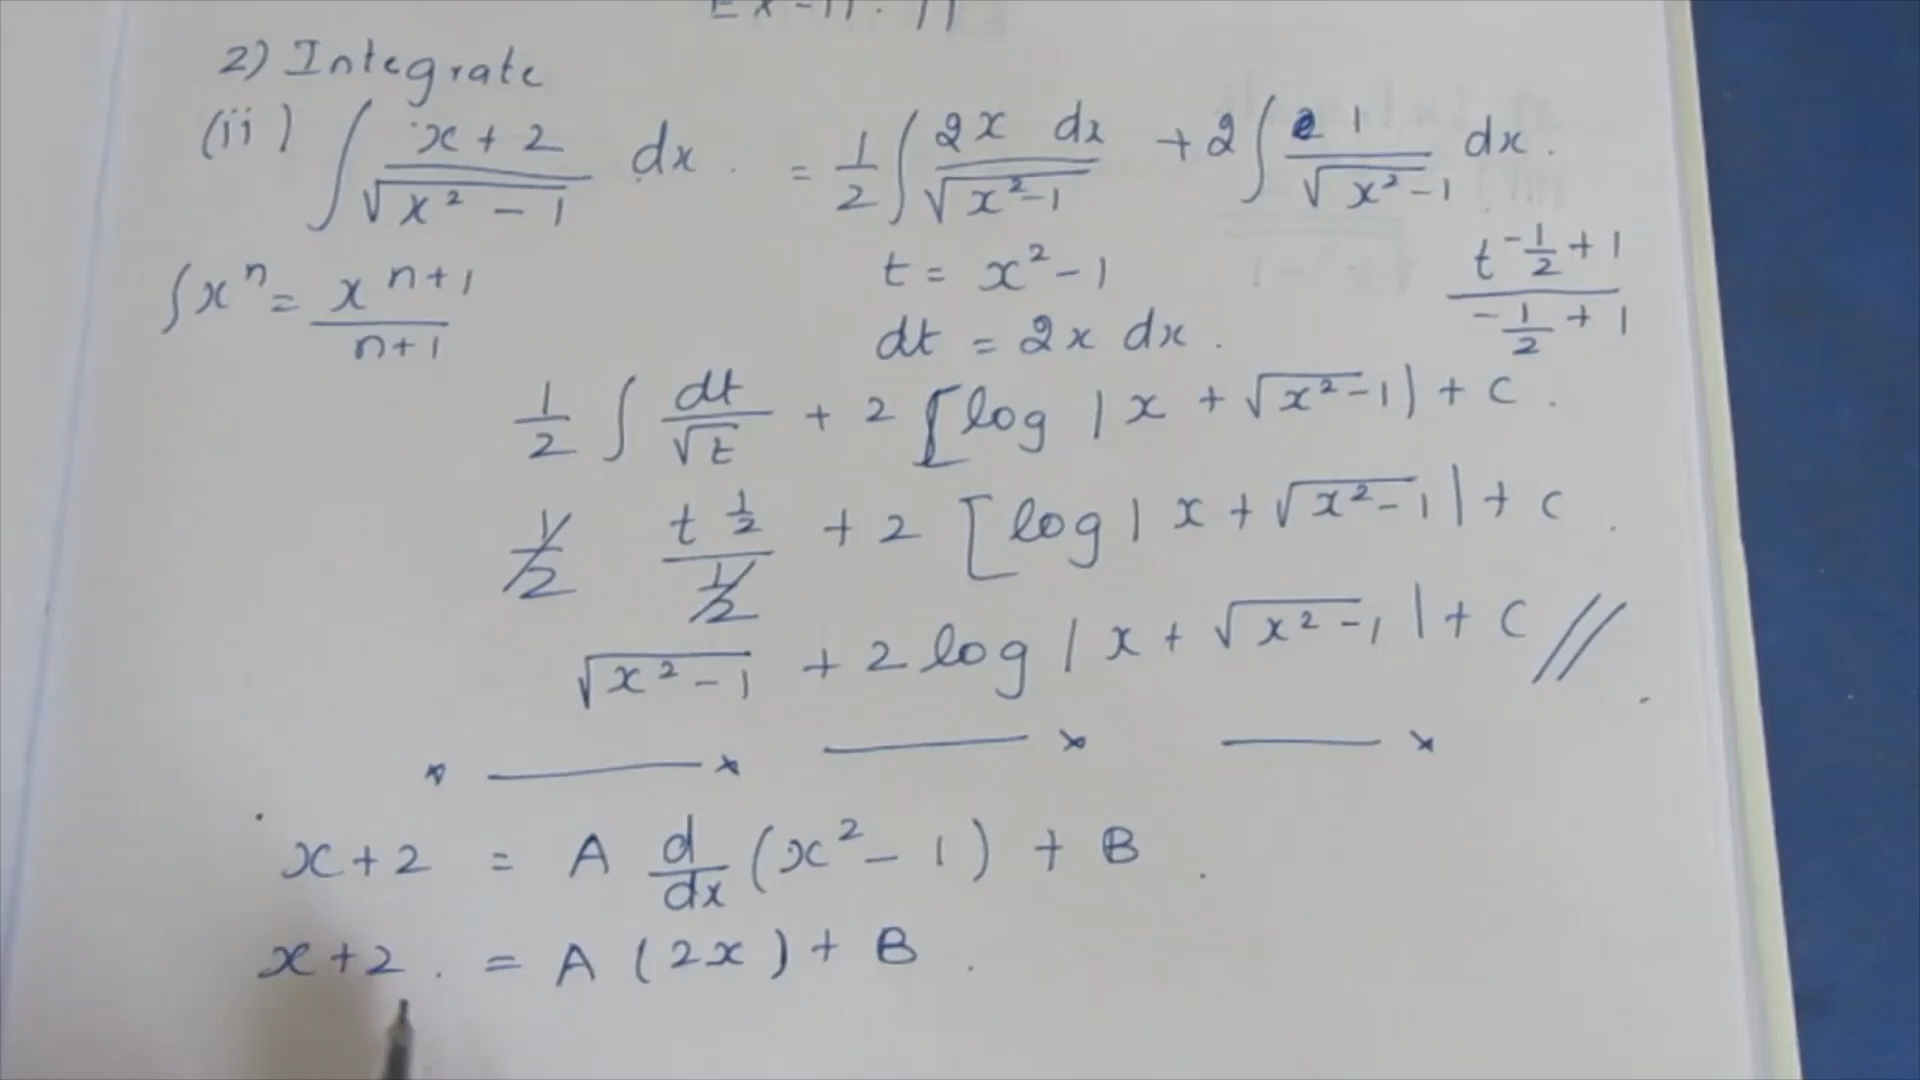 Ex-11.11
2) Integrate
(ii) ∫ (x + 2)/√(x² - 1) dx. = 1/2 ∫ 2x dx/√(x²-1) + 2 ∫ 1/√(x²-1) dx.
t = x² - 1
∫xⁿ = x^(n+1)/(n+1)
dt = 2x dx.
t^(-1/2 + 1)/(-1/2 + 1)
1/2 ∫ dt/√t + 2 [log |x + √(x²-1)| + c.
1/2 t^(1/2)/(1/2) + 2 [log |x + √(x²-1)| + c.
√(x²-1) + 2 log |x + √(x²-1)| + c //
x+2 = A d/dx (x² - 1) + B.
x+2. = A (2x) + B.